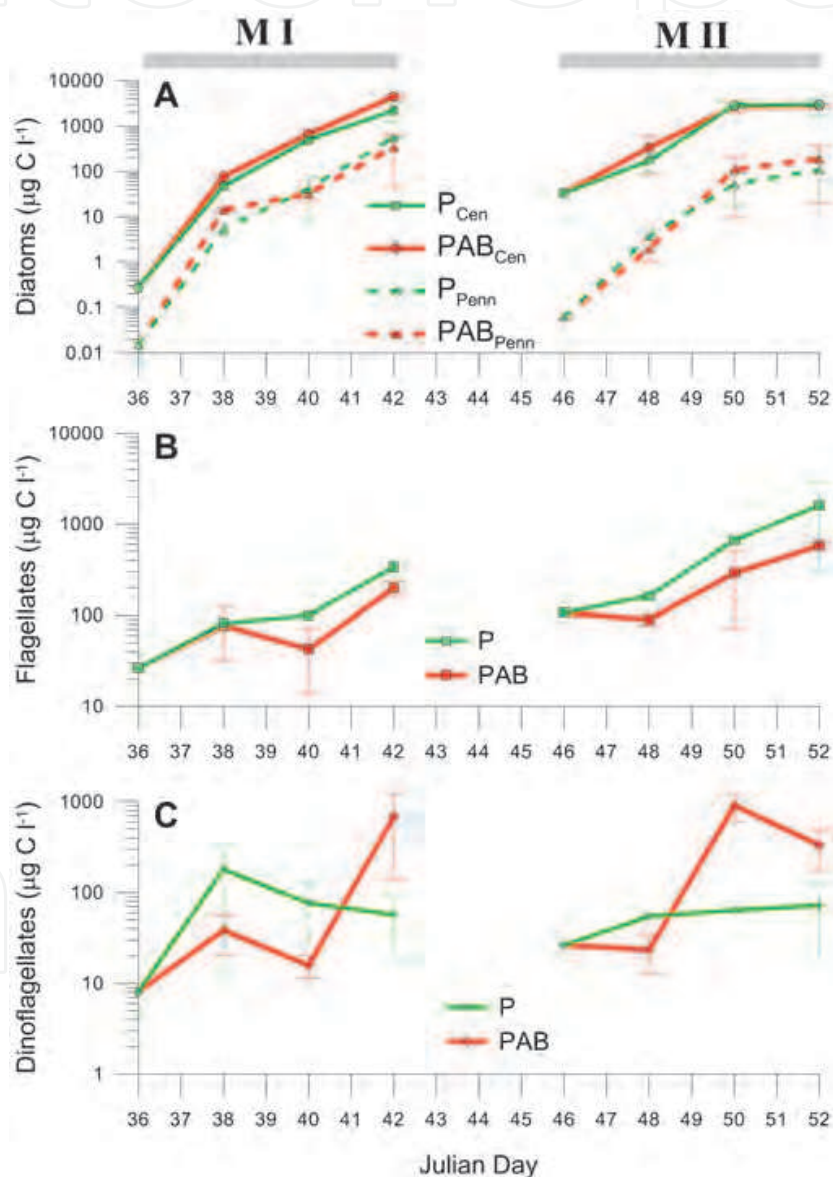 M I
M II
A
Diatoms (µg C l⁻¹)
10000
1000
100
10
1
0.1
0.01
P_Cen
PAB_Cen
P_Penn
PAB_Penn
36 37 38 39 40 41 42 43 44 45 46 47 48 49 50 51 52
B
Flagellates (µg C l⁻¹)
10000
1000
100
10
P
PAB
36 37 38 39 40 41 42 43 44 45 46 47 48 49 50 51 52
C
Dinoflagellates (µg C l⁻¹)
1000
100
10
1
P
PAB
36 37 38 39 40 41 42 43 44 45 46 47 48 49 50 51 52
Julian Day